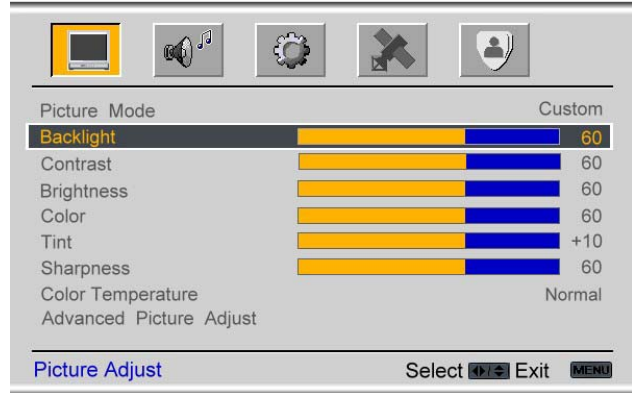 Picture Mode Custom
Backlight 60
Contrast 60
Brightness 60
Color 60
Tint +10
Sharpness 60
Color Temperature Normal
Advanced Picture Adjust
Picture Adjust Select Exit MENU